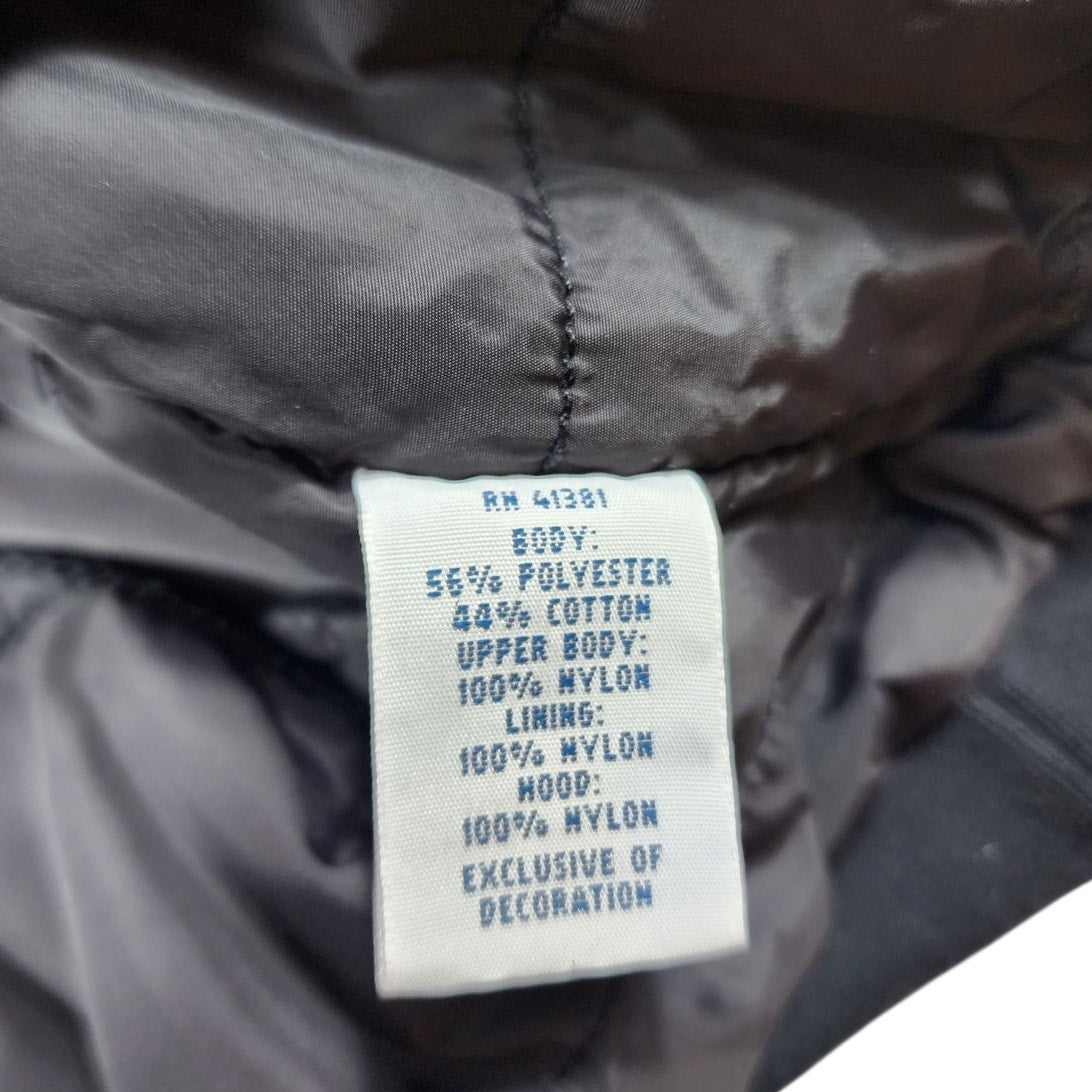 RN 41381
BODY:
56% POLYESTER
44% COTTON
UPPER BODY:
100% NYLON
LINING:
100% NYLON
HOOD:
100% NYLON
EXCLUSIVE OF
DECORATION